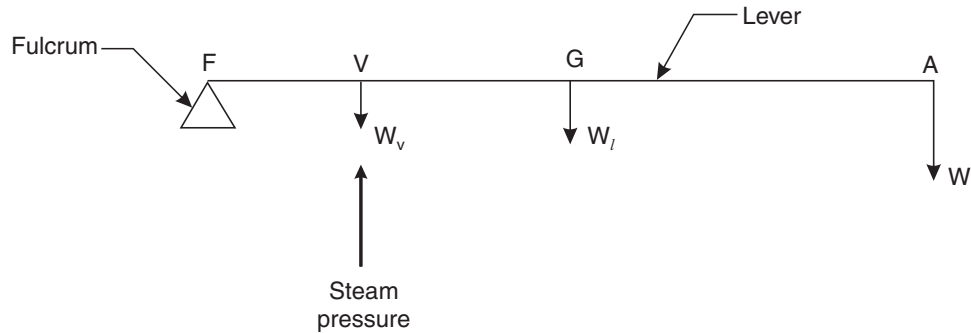 Lever
Fulcrum
F
V
G
A
Wv
Wl
W
Steam
pressure